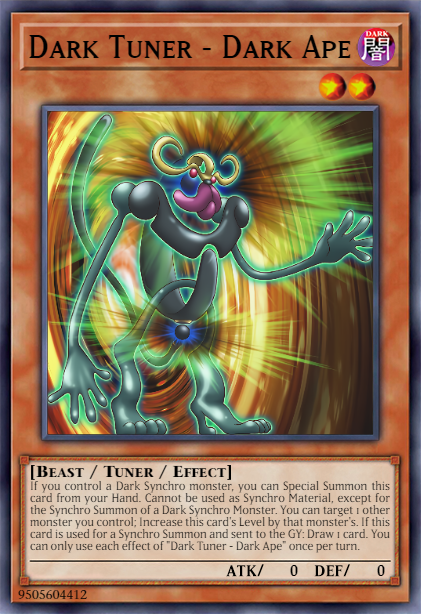 Dark Tuner - Dark Ape
DARK
闇
[Beast / Tuner / Effect]
If you control a Dark Synchro monster, you can Special Summon this
card from your Hand. Cannot be used as Synchro Material, except for
the Synchro Summon of a Dark Synchro Monster. You can target 1 other
monster you control; Increase this card's Level by that monster's. If this
card is used for a Synchro Summon and sent to the GY: Draw 1 card. You
can only use each effect of "Dark Tuner - Dark Ape" once per turn.
ATK/ 0 DEF/ 0
9505604412